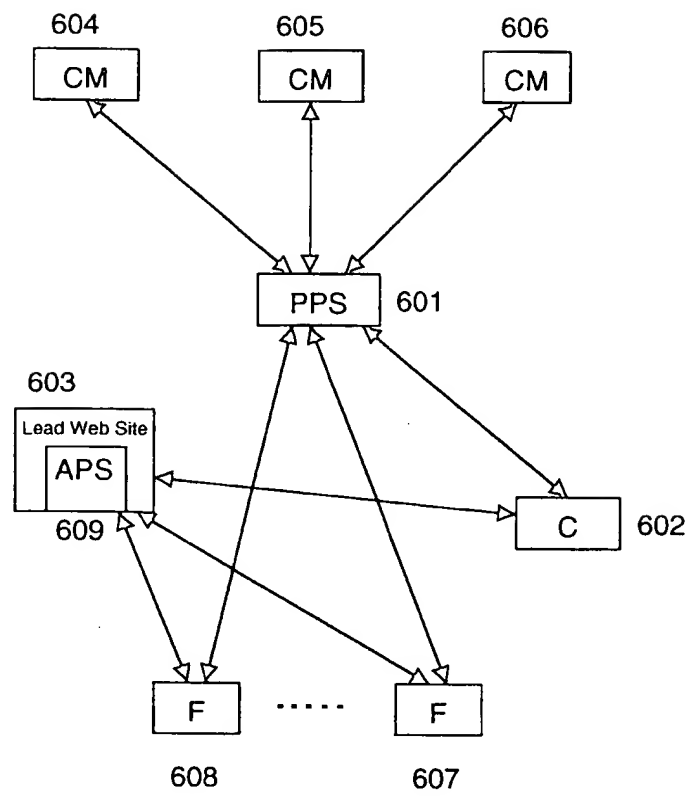 604
605
606
CM
CM
CM
PPS
601
603
Lead Web Site
APS
609
C
602
F
.....
F
608
607